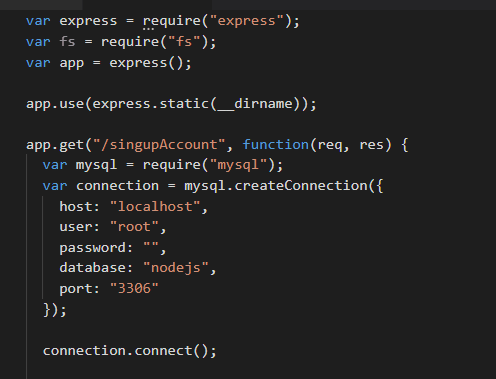 var express = require("express");
var fs = require("fs");
var app = express();
app.use(express.static(__dirname));
app.get("/singupAccount", function(req, res) {
var mysql = require("mysql");
var connection = mysql.createConnection({
host: "localhost",
user: "root",
password: "",
database: "nodejs",
port: "3306"
});
connection.connect();